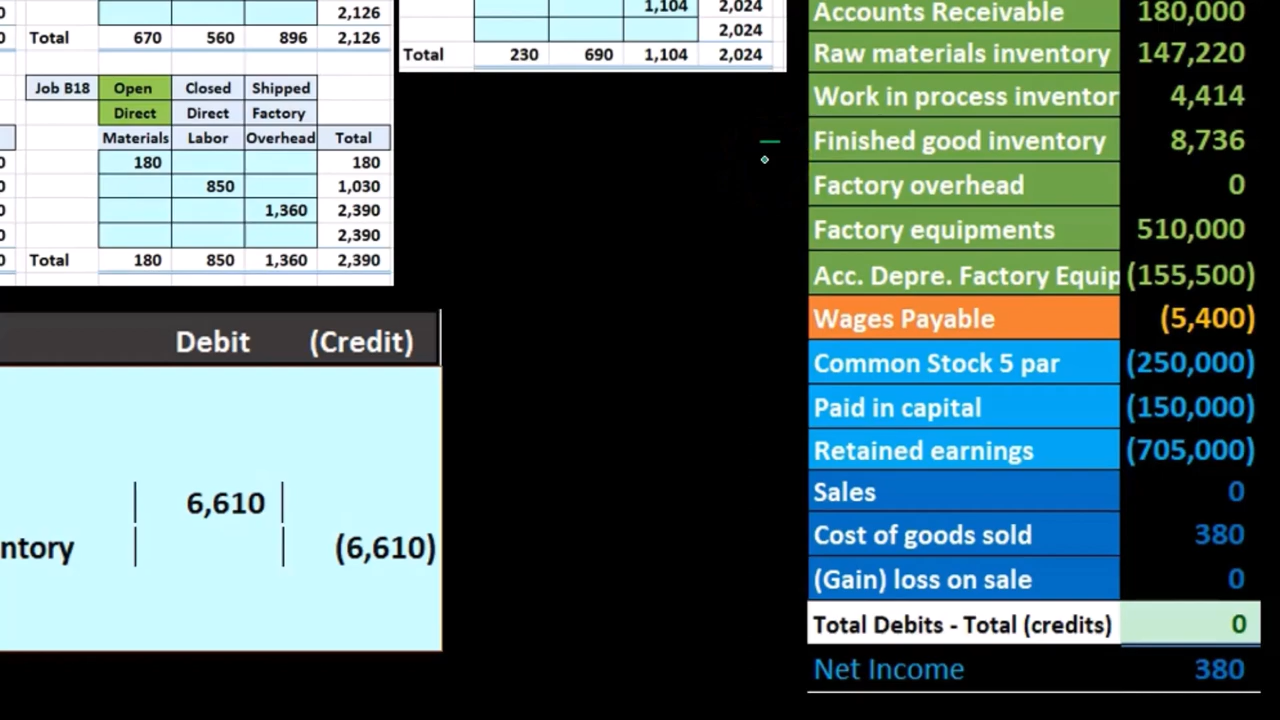 2,126
Total 670 560 896 2,126
Job B18 Open Closed Shipped
Direct Direct Factory
Materials Labor Overhead Total
0 180 180
0 850 1,030
0 1,360 2,390
0 2,390
0 Total 180 850 1,360 2,390
1,104 2,024
2,024
Total 230 690 1,104 2,024
Debit (Credit)
6,610
ntory (6,610)
Accounts Receivable 180,000
Raw materials inventory 147,220
Work in process inventor 4,414
Finished good inventory 8,736
Factory overhead 0
Factory equipments 510,000
Acc. Depre. Factory Equip (155,500)
Wages Payable (5,400)
Common Stock 5 par (250,000)
Paid in capital (150,000)
Retained earnings (705,000)
Sales 0
Cost of goods sold 380
(Gain) loss on sale 0
Total Debits - Total (credits) 0
Net Income 380